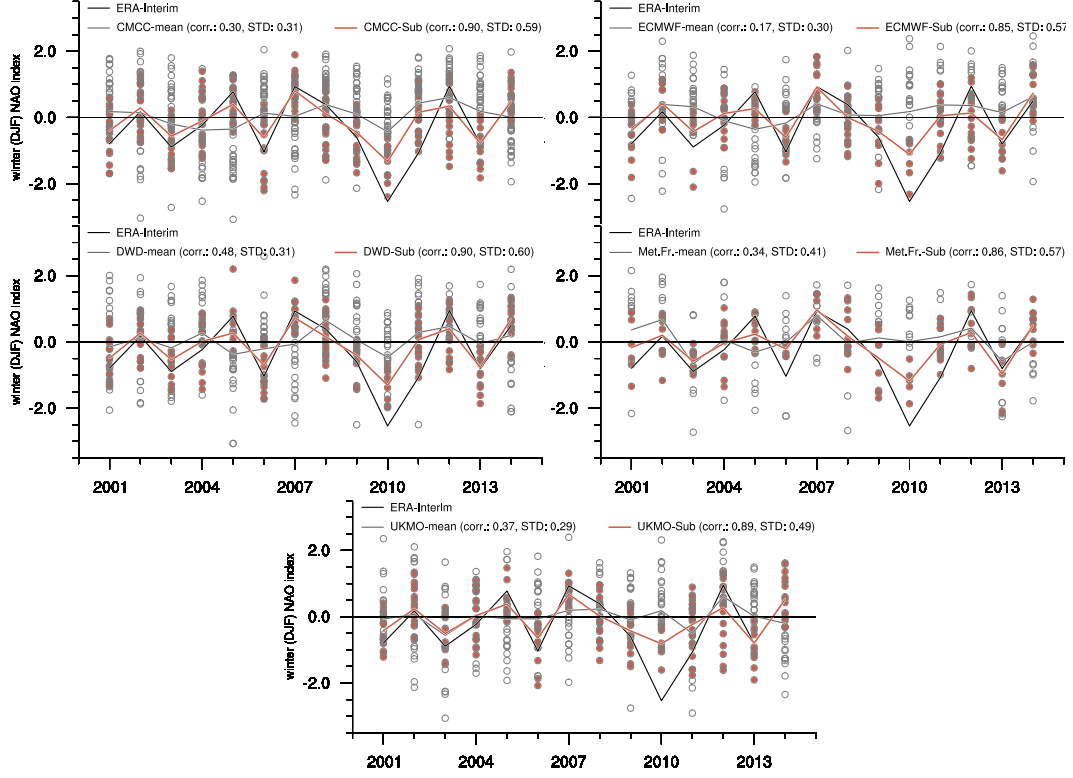 ERA-Interim
CMCC-mean (corr.: 0.30, STD: 0.31) CMCC-Sub (corr.: 0.90, STD: 0.59)
2.0
0.0
-2.0
winter (DJF) NAO index
ERA-Interim
ECMWF-mean (corr.: 0.17, STD: 0.30) ECMWF-Sub (corr.: 0.85, STD: 0.57
2.0
0.0
-2.0
ERA-Interim
DWD-mean (corr.: 0.48, STD: 0.31) DWD-Sub (corr.: 0.90, STD: 0.60)
2.0
0.0
-2.0
winter (DJF) NAO index
2001 2004 2007 2010 2013
ERA-Interim
Met.Fr.-mean (corr.: 0.34, STD: 0.41) Met.Fr.-Sub (corr.: 0.86, STD: 0.57)
2.0
0.0
-2.0
2001 2004 2007 2010 2013
ERA-Interim
UKMO-mean (corr.: 0.37, STD: 0.29) UKMO-Sub (corr.: 0.89, STD: 0.49)
2.0
0.0
-2.0
winter (DJF) NAO index
2001 2004 2007 2010 2013